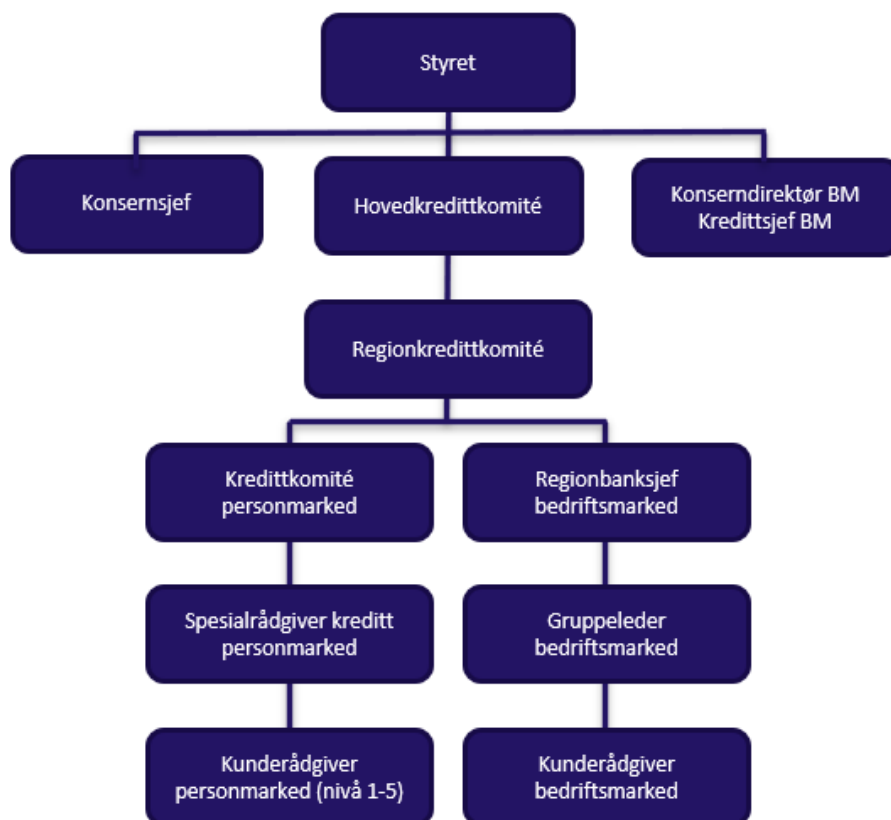 Styret
Konsernsjef
Hovedkredittkomité
Konserndirektør BM
Kredittsjef BM
Regionkredittkomité
Kredittkomité
personmarked
Regionbanksjef
bedriftsmarked
Spesialrådgiver kreditt
personmarked
Gruppeleder
bedriftsmarked
Kunderådgiver
personmarked (nivå 1-5)
Kunderådgiver
bedriftsmarked